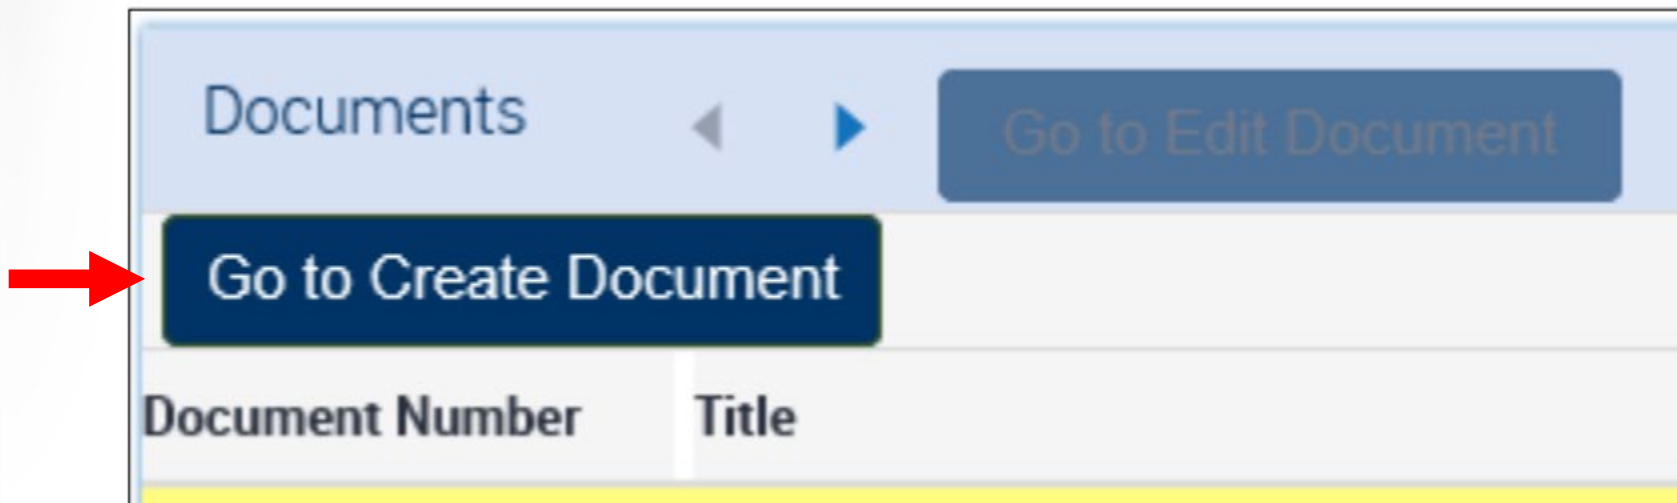 Documents
Go to Edit Document
Go to Create Document
Document Number
Title